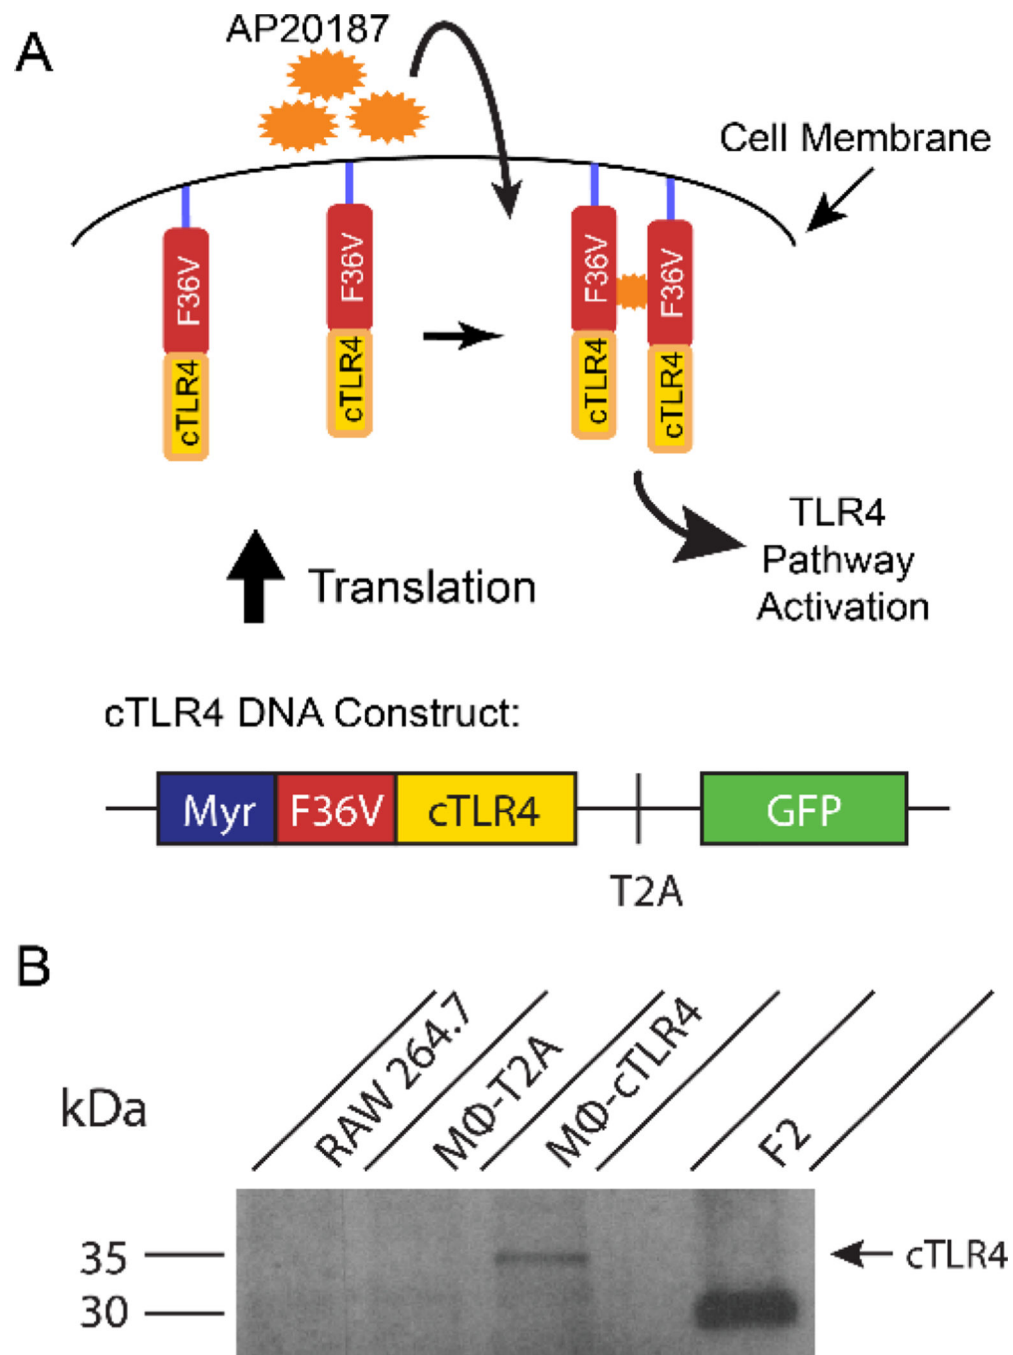 A
AP20187
Cell Membrane
F36V
cTLR4
F36V
cTLR4
F36V
cTLR4
F36V
cTLR4
TLR4
Pathway
Activation
Translation
cTLR4 DNA Construct:
Myr F36V cTLR4 GFP
T2A
B
kDa
RAW 264.7
MΦ-T2A
MΦ-cTLR4
F2
35
cTLR4
30